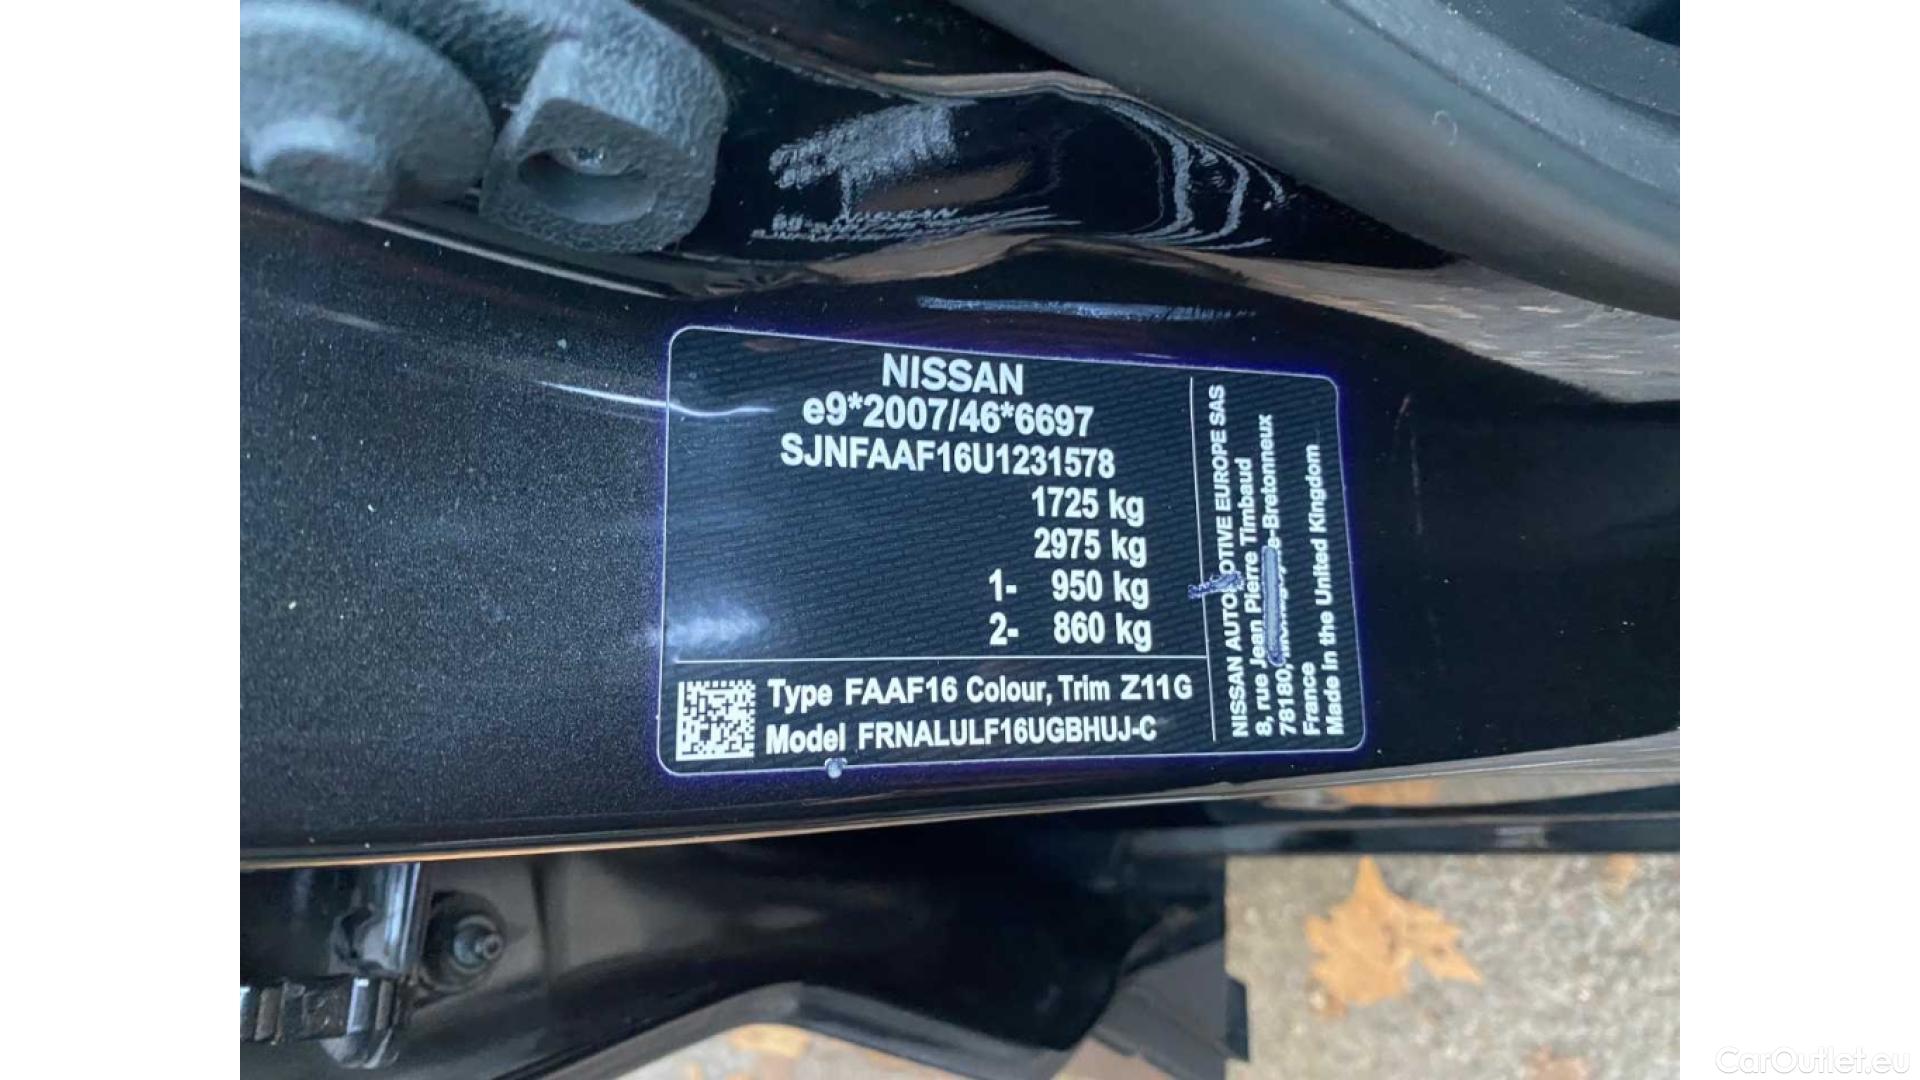 NISSAN
e9*2007/46*6697
SJNFAAF16U1231578
1725 kg
2975 kg
1- 950 kg
2- 860 kg
Type FAAF16 Colour, Trim Z11G
Model FRNALULF16UGBHUJ-C
NISSAN AUTOMOTIVE EUROPE SAS
8, rue Jean Pierre Timbaud
78180, e-Bretonneux
France
Made in the United Kingdom
CarOutlet.eu